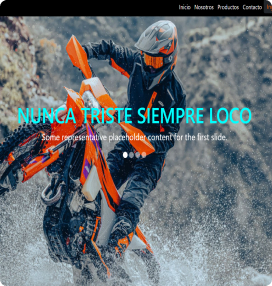 Inicio Nosotros Productos Contacto
NUNCA TRISTE SIEMPRE LOCO
Some representative placeholder content for the first slide.